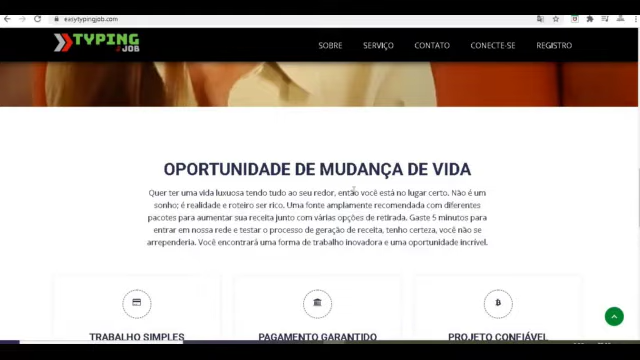 easytypingjob.com
TYPING
JOB
SOBRE SERVIÇO CONTATO CONECTE-SE REGISTRO
OPORTUNIDADE DE MUDANÇA DE VIDA
Quer ter uma vida luxuosa tendo tudo ao seu redor, então você está no lugar certo. Não é um
sonho; é realidade e roteiro ser rico. Uma fonte amplamente recomendada com diferentes
pacotes para aumentar sua receita junto com várias opções de retirada. Gaste 5 minutos para
entrar em nossa rede e testar o processo de geração de receita, tenho certeza, você não se
arrependeria. Você encontrará uma forma de trabalho inovadora e uma oportunidade incrível.
TRABALHO SIMPLES PAGAMENTO GARANTIDO PROJETO CONFIÁVEL